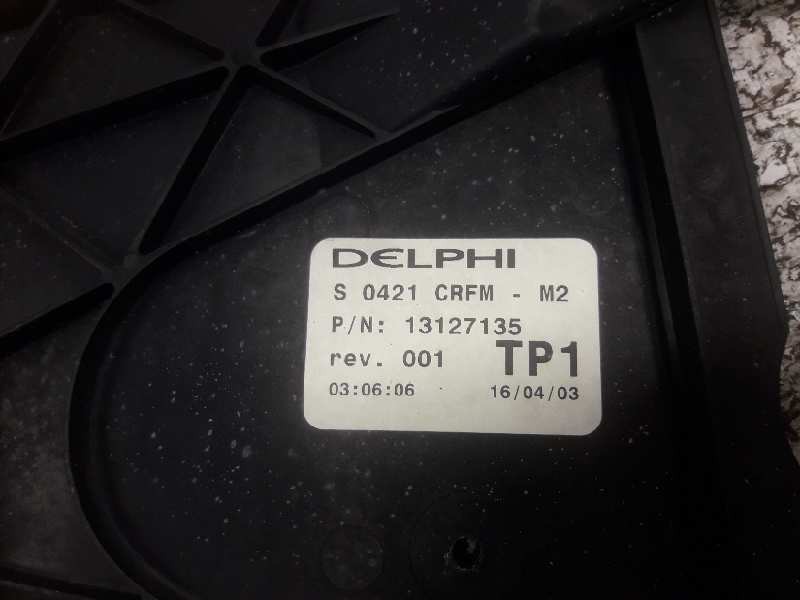 DELPHI
S 0421 CRFM - M2
P/N: 13127135
rev. 001 TP1
03:06:06 16/04/03